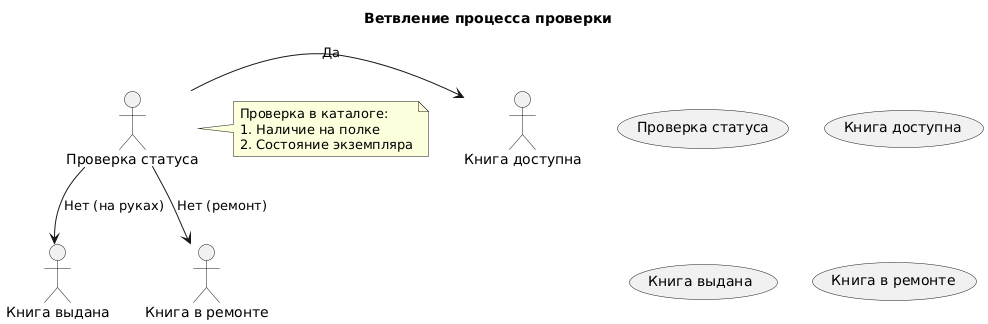 Ветвление процесса проверки
Да
Проверка в каталоге:
1. Наличие на полке
2. Состояние экземпляра
Проверка статуса
Книга доступна
Проверка статуса
Книга доступна
Нет (на руках)
Нет (ремонт)
Книга выдана
Книга в ремонте
Книга выдана
Книга в ремонте